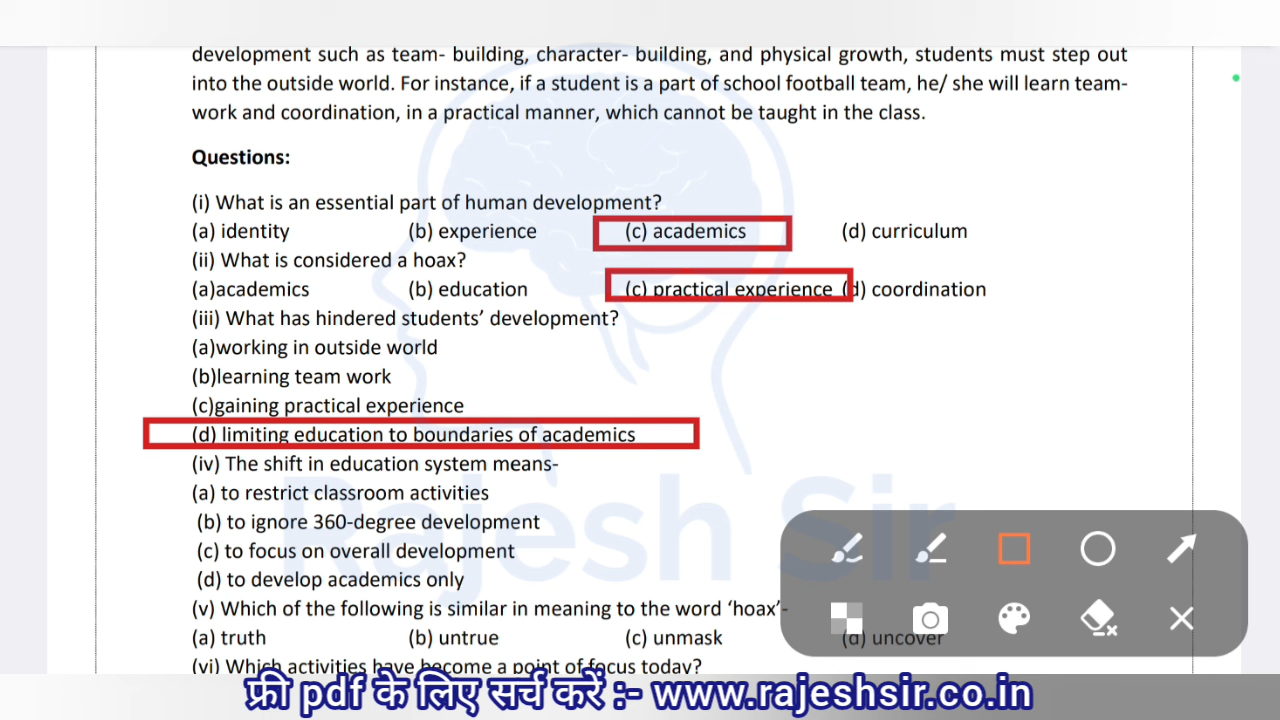 development such as team- building, character- building, and physical growth, students must step out
into the outside world. For instance, if a student is a part of school football team, he/ she will learn team-
work and coordination, in a practical manner, which cannot be taught in the class.
Questions:
(i) What is an essential part of human development?
(a) identity (b) experience (c) academics (d) curriculum
(ii) What is considered a hoax?
(a)academics (b) education (c) practical experience (d) coordination
(iii) What has hindered students’ development?
(a)working in outside world
(b)learning team work
(c)gaining practical experience
(d) limiting education to boundaries of academics
(iv) The shift in education system means-
(a) to restrict classroom activities
(b) to ignore 360-degree development
(c) to focus on overall development
(d) to develop academics only
(v) Which of the following is similar in meaning to the word ‘hoax’-
(a) truth (b) untrue (c) unmask (d) uncover
(vi) Which activities have become a point of focus today?
Rajesh Sir
फ्री pdf के लिए सर्च करें :- www.rajeshsir.co.in